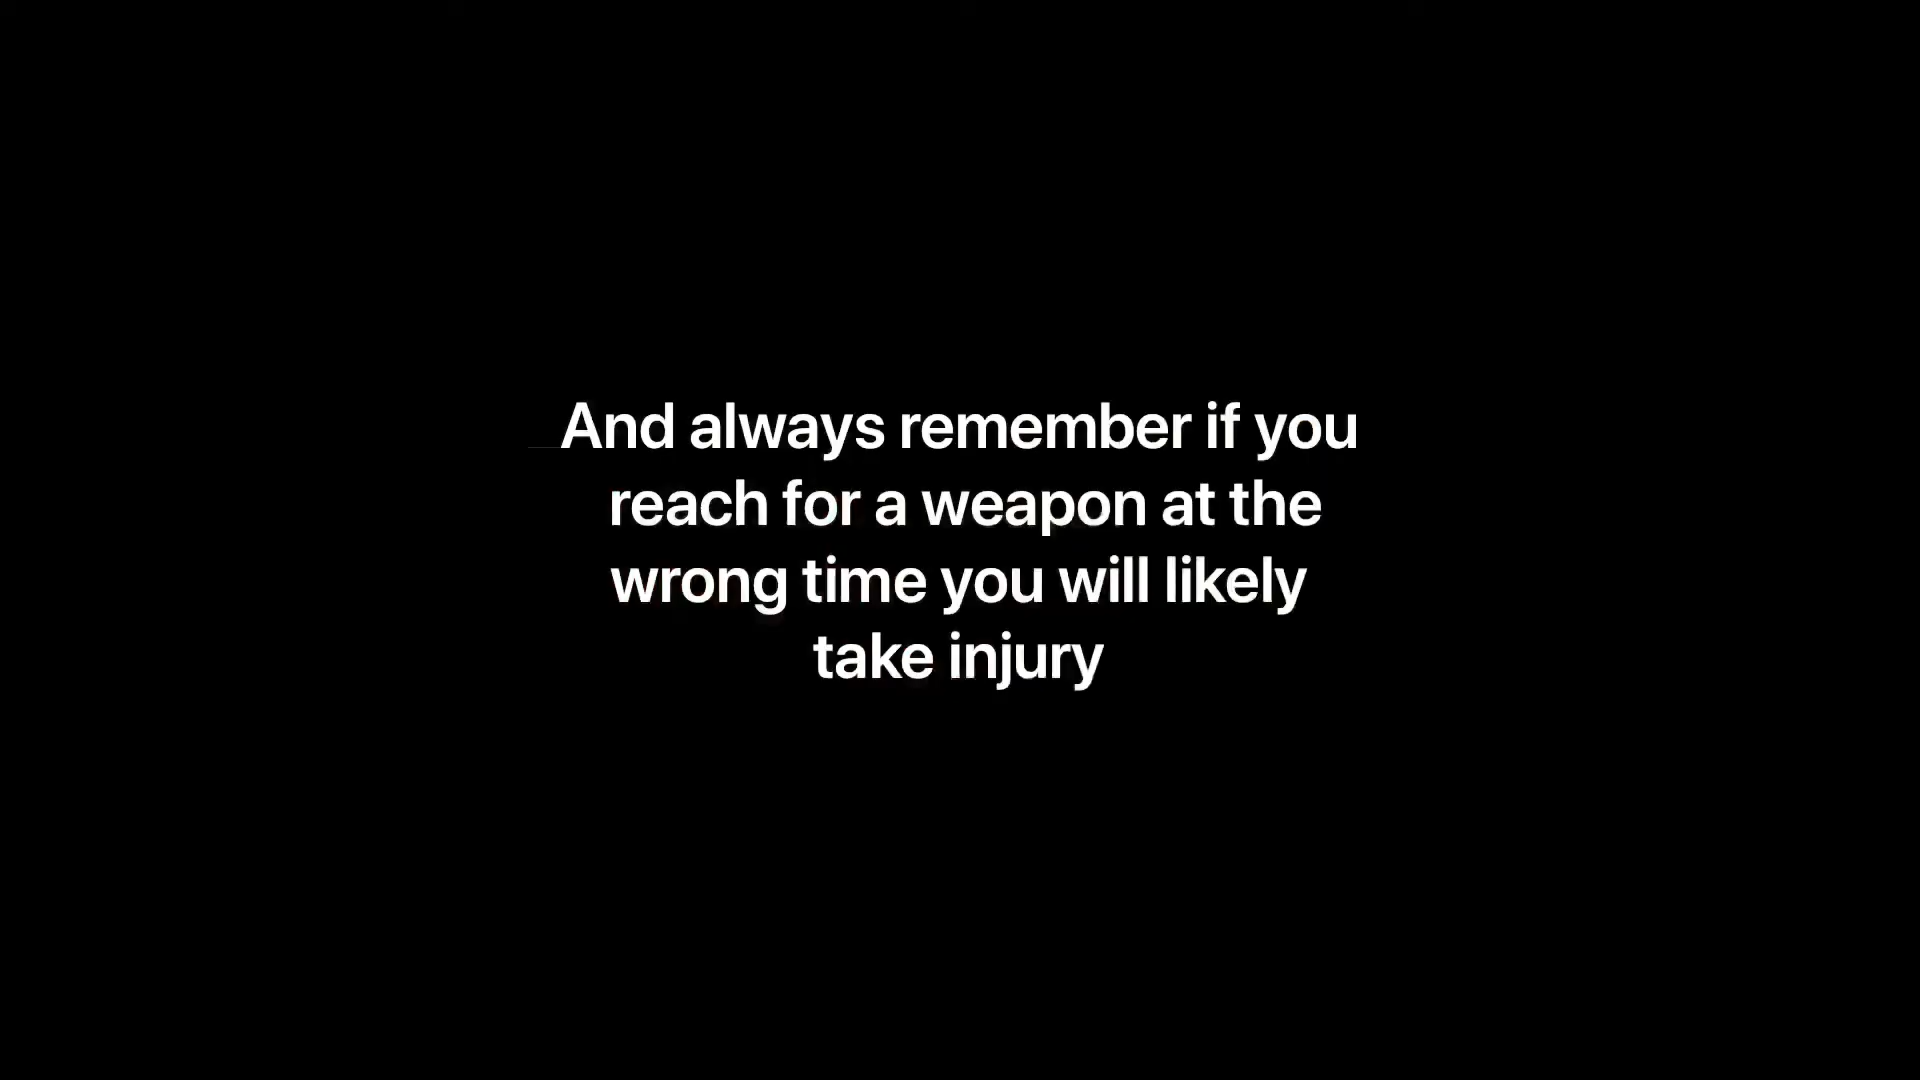 And always remember if you
reach for a weapon at the
wrong time you will likely
take injury